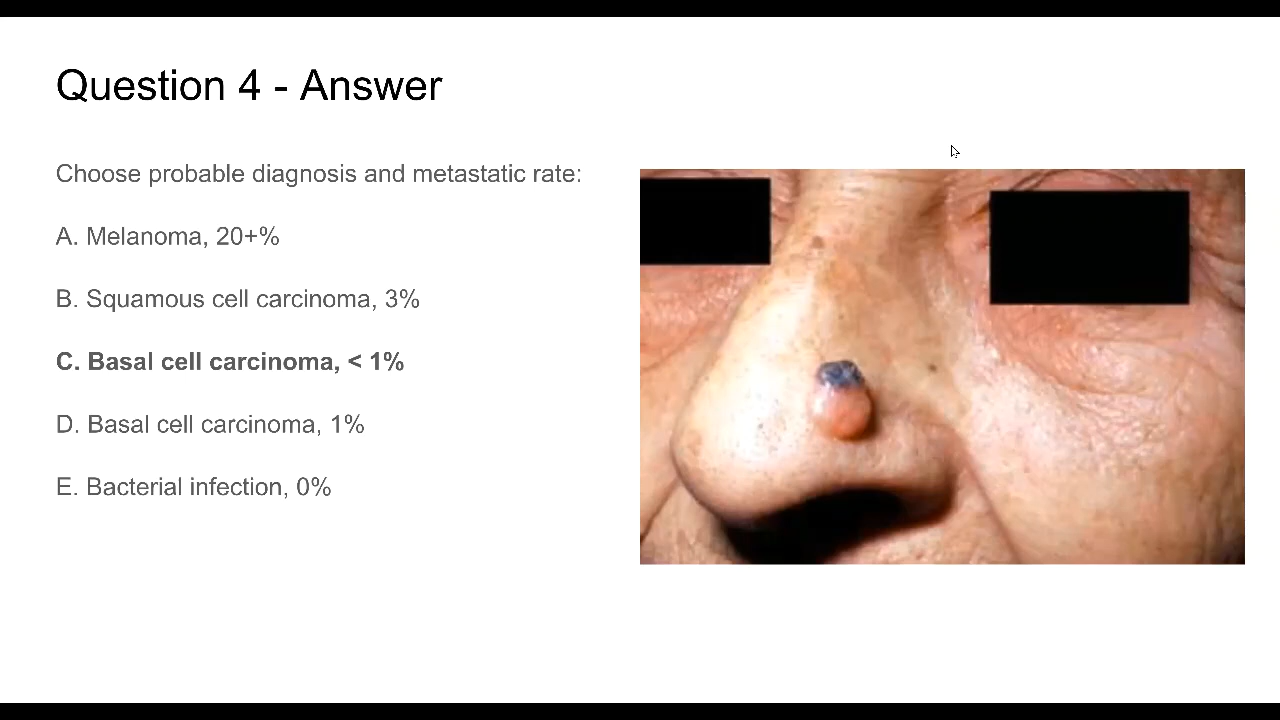 Question 4 - Answer
Choose probable diagnosis and metastatic rate:
A. Melanoma, 20+%
B. Squamous cell carcinoma, 3%
C. Basal cell carcinoma, < 1%
D. Basal cell carcinoma, 1%
E. Bacterial infection, 0%